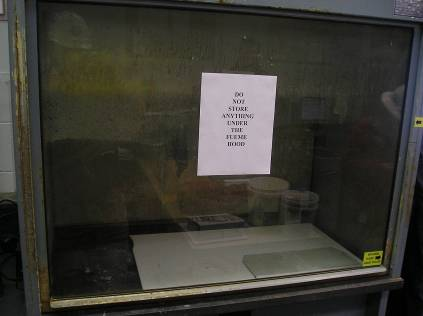 DO
NOT
STORE
ANYTHING
UNDER
THE
FUEME
HOOD